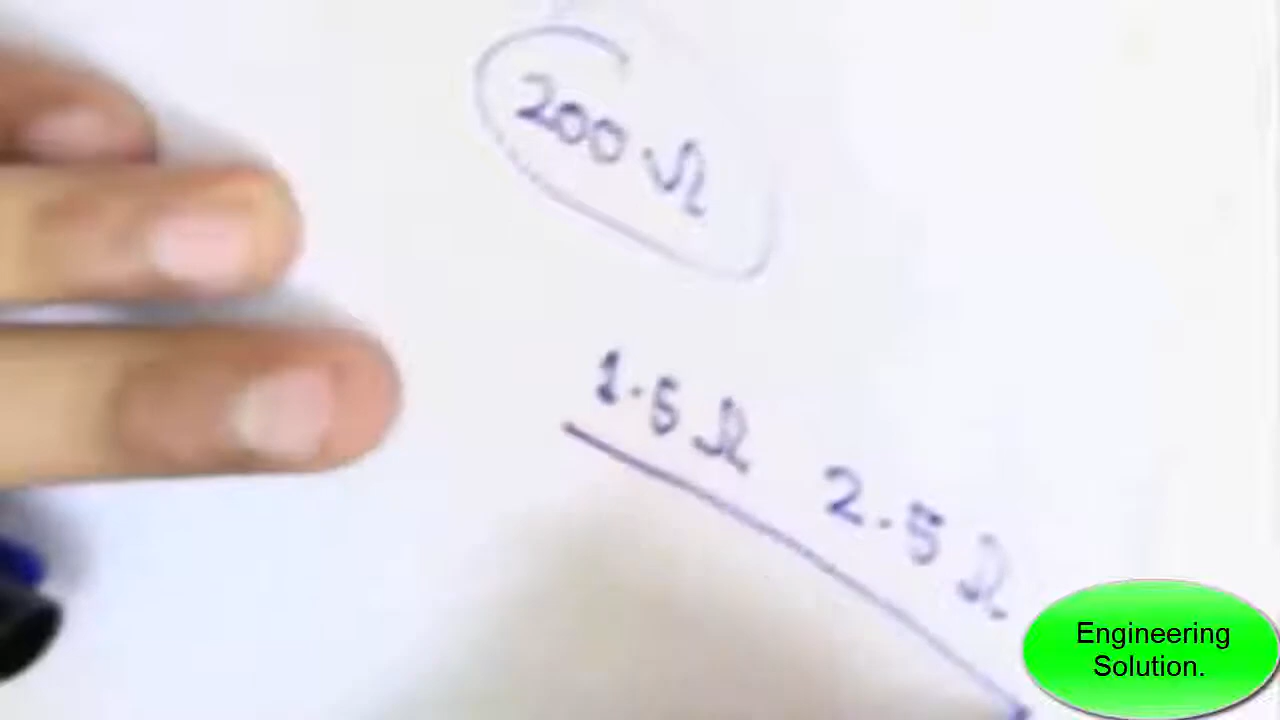 200 Ω
1.5 Ω 2.5 Ω
Engineering
Solution.